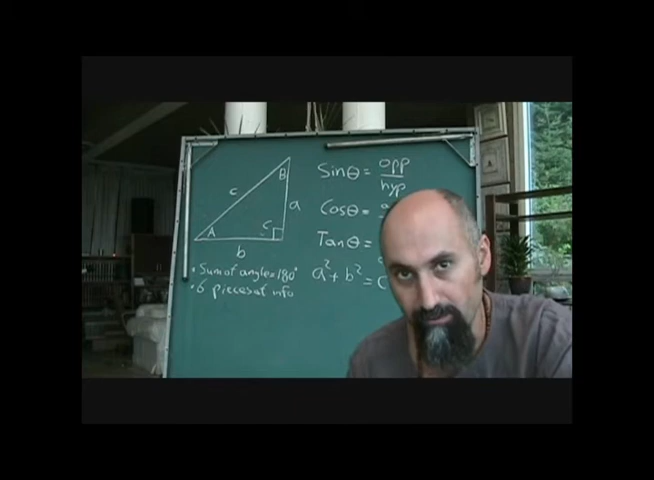 B
c
a
A
C
b
• Sum of angles=180°
• 6 pieces of info
Sinθ= opp
hyp
Cosθ=
Tanθ=
a²+b²=c